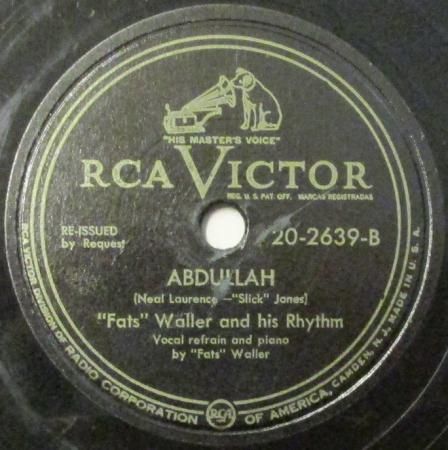 "HIS MASTER'S VOICE"
RCA VICTOR
REG. U.S. PAT. OFF. MARCAS REGISTRADAS
RE-ISSUED
by Request
20-2639-B
ABDULLAH
(Neal Laurence —"Slick" Jones)
"Fats" Waller and his Rhythm
Vocal refrain and piano
by "Fats" Waller
RCA VICTOR DIVISION OF RADIO CORPORATION OF AMERICA, CAMDEN, N.J. MADE IN U.S.A.
RCA